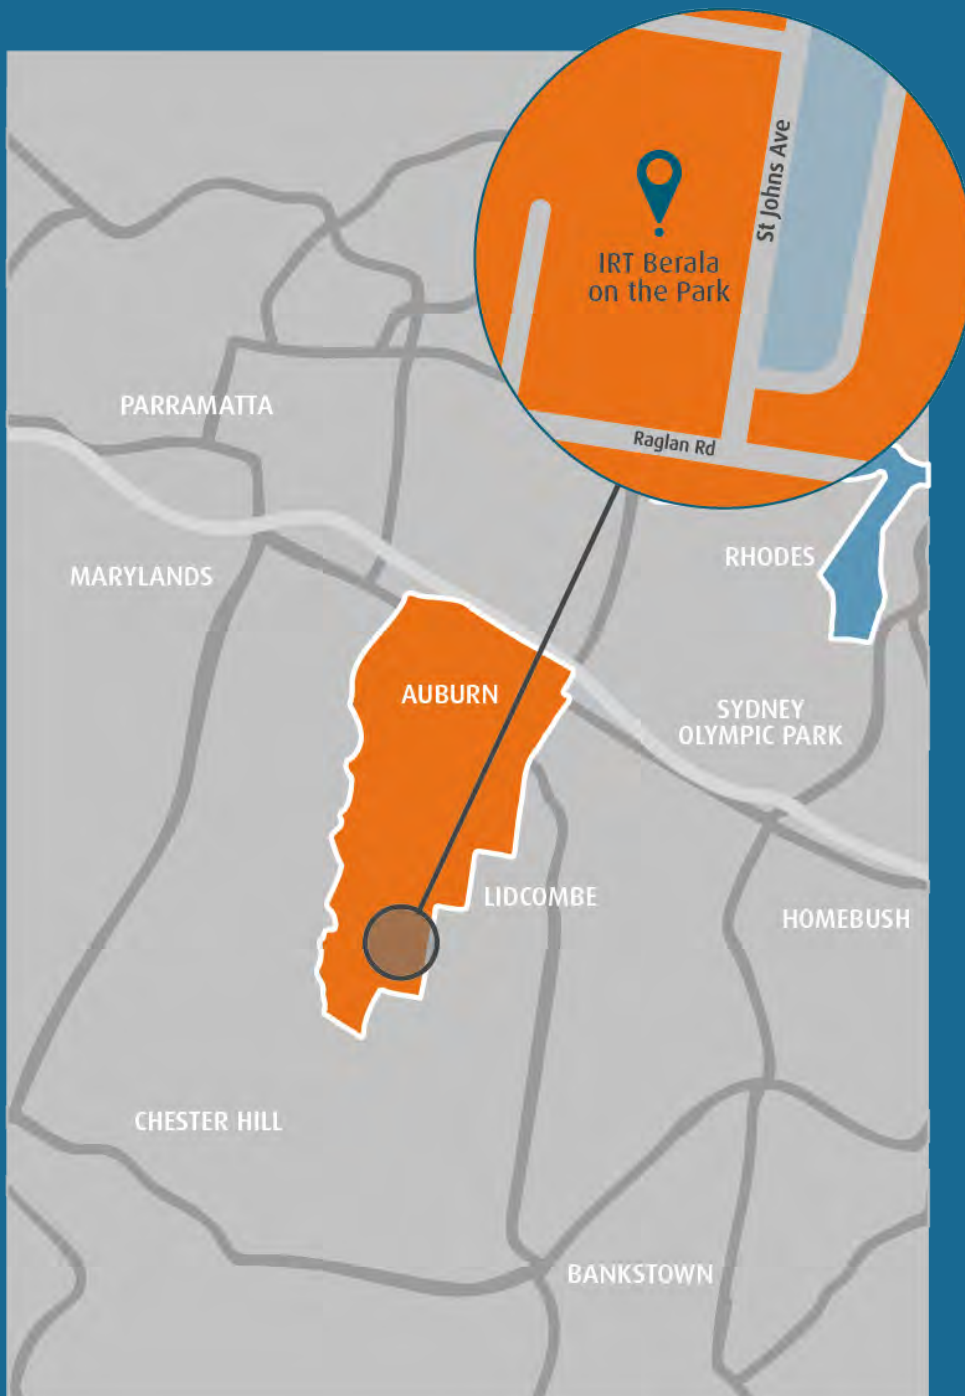 St Johns Ave
IRT Berala
on the Park
Raglan Rd
PARRAMATTA
RHODES
MARYLANDS
AUBURN
SYDNEY
OLYMPIC PARK
LIDCOMBE
HOMEBUSH
CHESTER HILL
BANKSTOWN